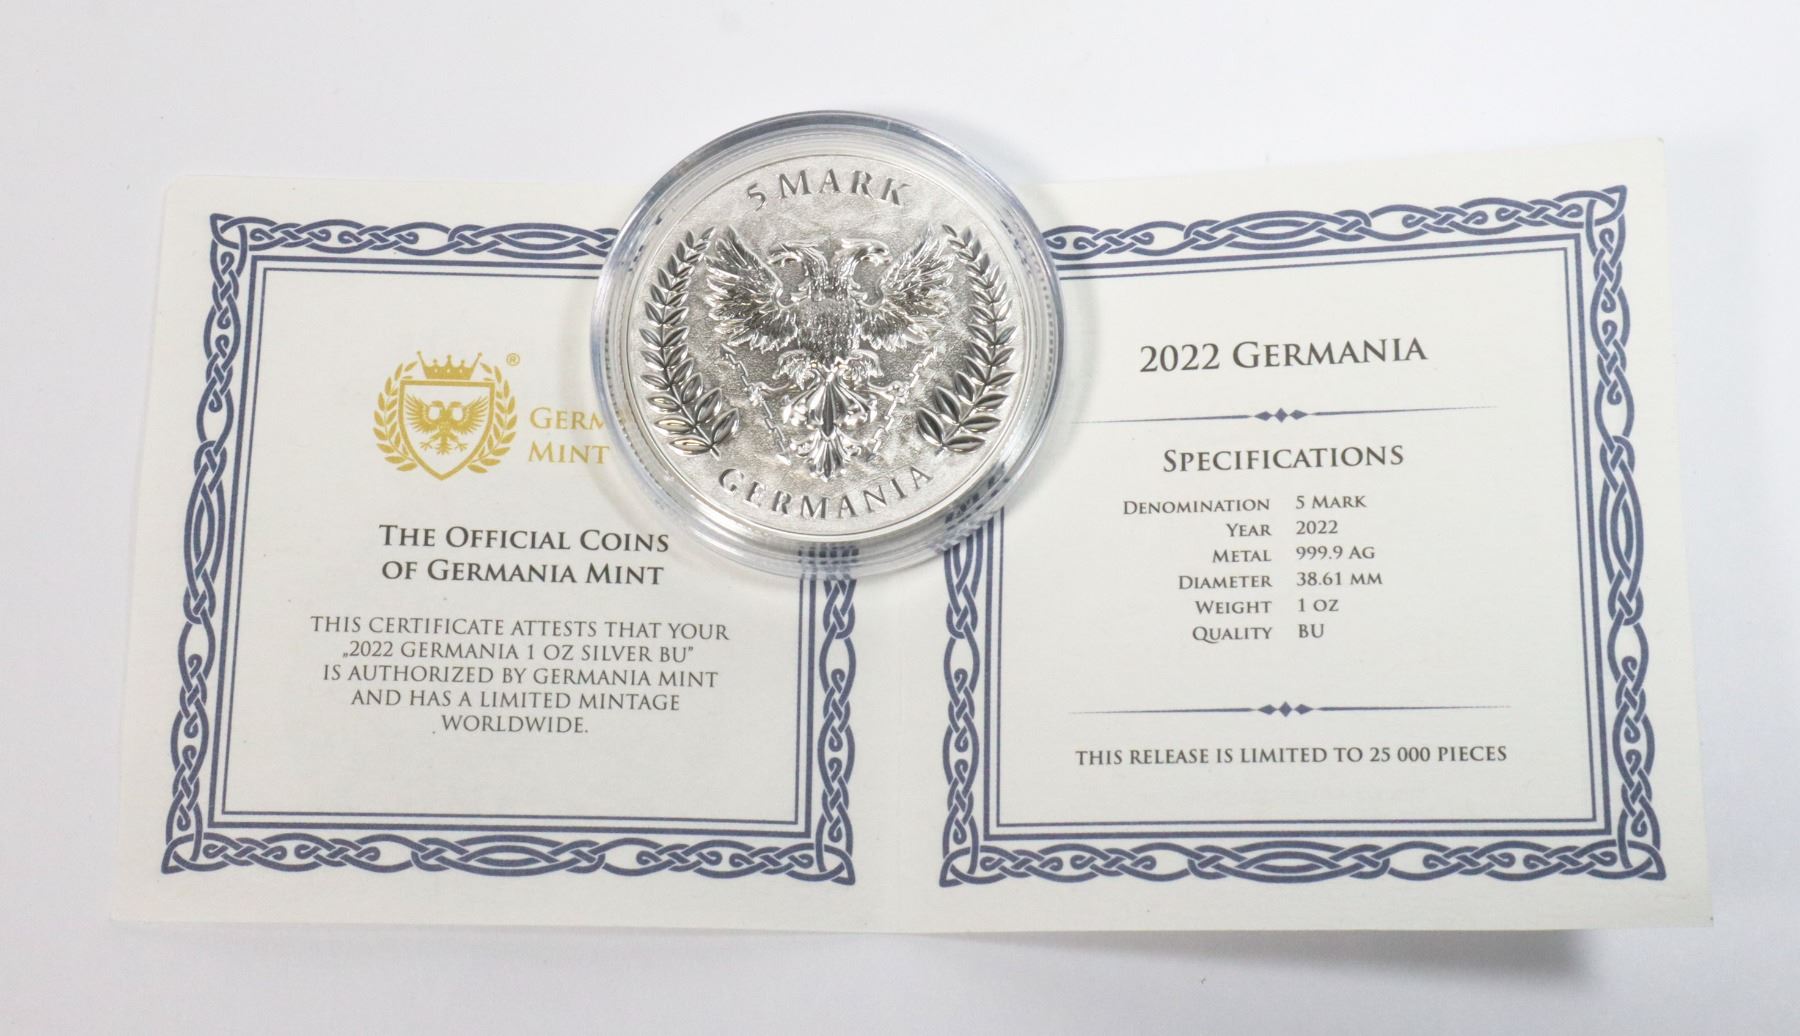 5 MARK
GERMANIA
®
MINT
THE OFFICIAL COINS
OF GERMANIA MINT
THIS CERTIFICATE ATTESTS THAT YOUR
„2022 GERMANIA 1 OZ SILVER BU”
IS AUTHORIZED BY GERMANIA MINT
AND HAS A LIMITED MINTAGE
WORLDWIDE.
2022 GERMANIA
SPECIFICATIONS
DENOMINATION 5 MARK
YEAR 2022
METAL 999.9 AG
DIAMETER 38.61 MM
WEIGHT 1 OZ
QUALITY BU
THIS RELEASE IS LIMITED TO 25 000 PIECES